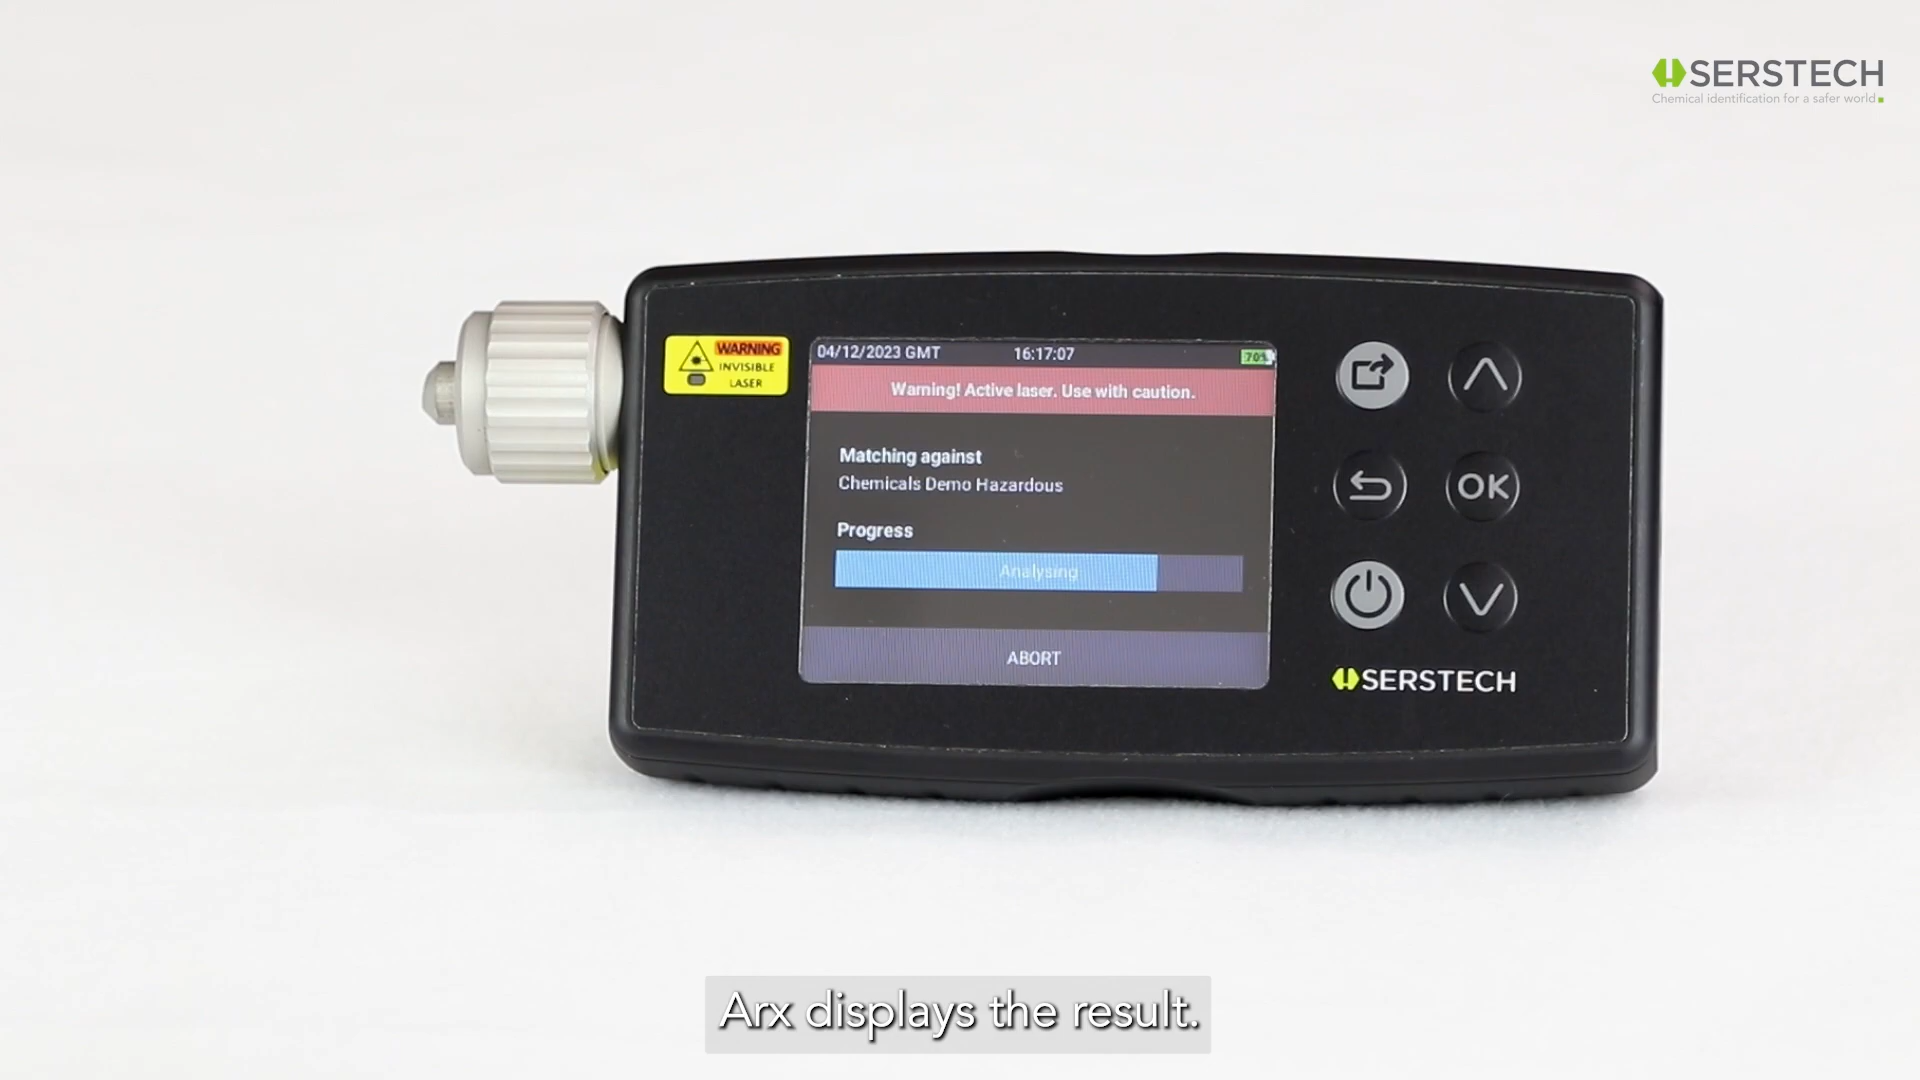 SERSTECH
Chemical identification for a safer world
WARNING
INVISIBLE
LASER
04/12/2023 GMT 16:17:07 70%
Warning! Active laser. Use with caution.
Matching against
Chemicals Demo Hazardous
Progress
Analysing
ABORT
OK
SERSTECH
Arx displays the result.